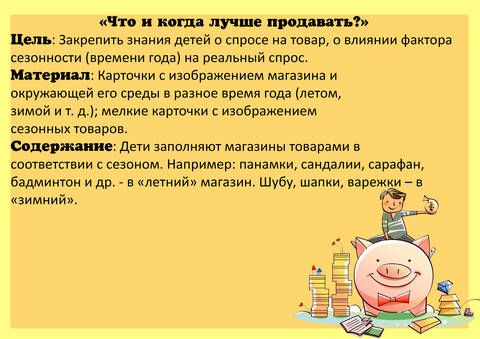 «Что и когда лучше продавать?»
Цель: Закрепить знания детей о спросе на товар, о влиянии фактора
сезонности (времени года) на реальный спрос.
Материал: Карточки с изображением магазина и
окружающей его среды в разное время года (летом,
зимой и т. д.); мелкие карточки с изображением
сезонных товаров.
Содержание: Дети заполняют магазины товарами в
соответствии с сезоном. Например: панамки, сандалии, сарафан,
бадминтон и др. - в «летний» магазин. Шубу, шапки, варежки – в
«зимний».